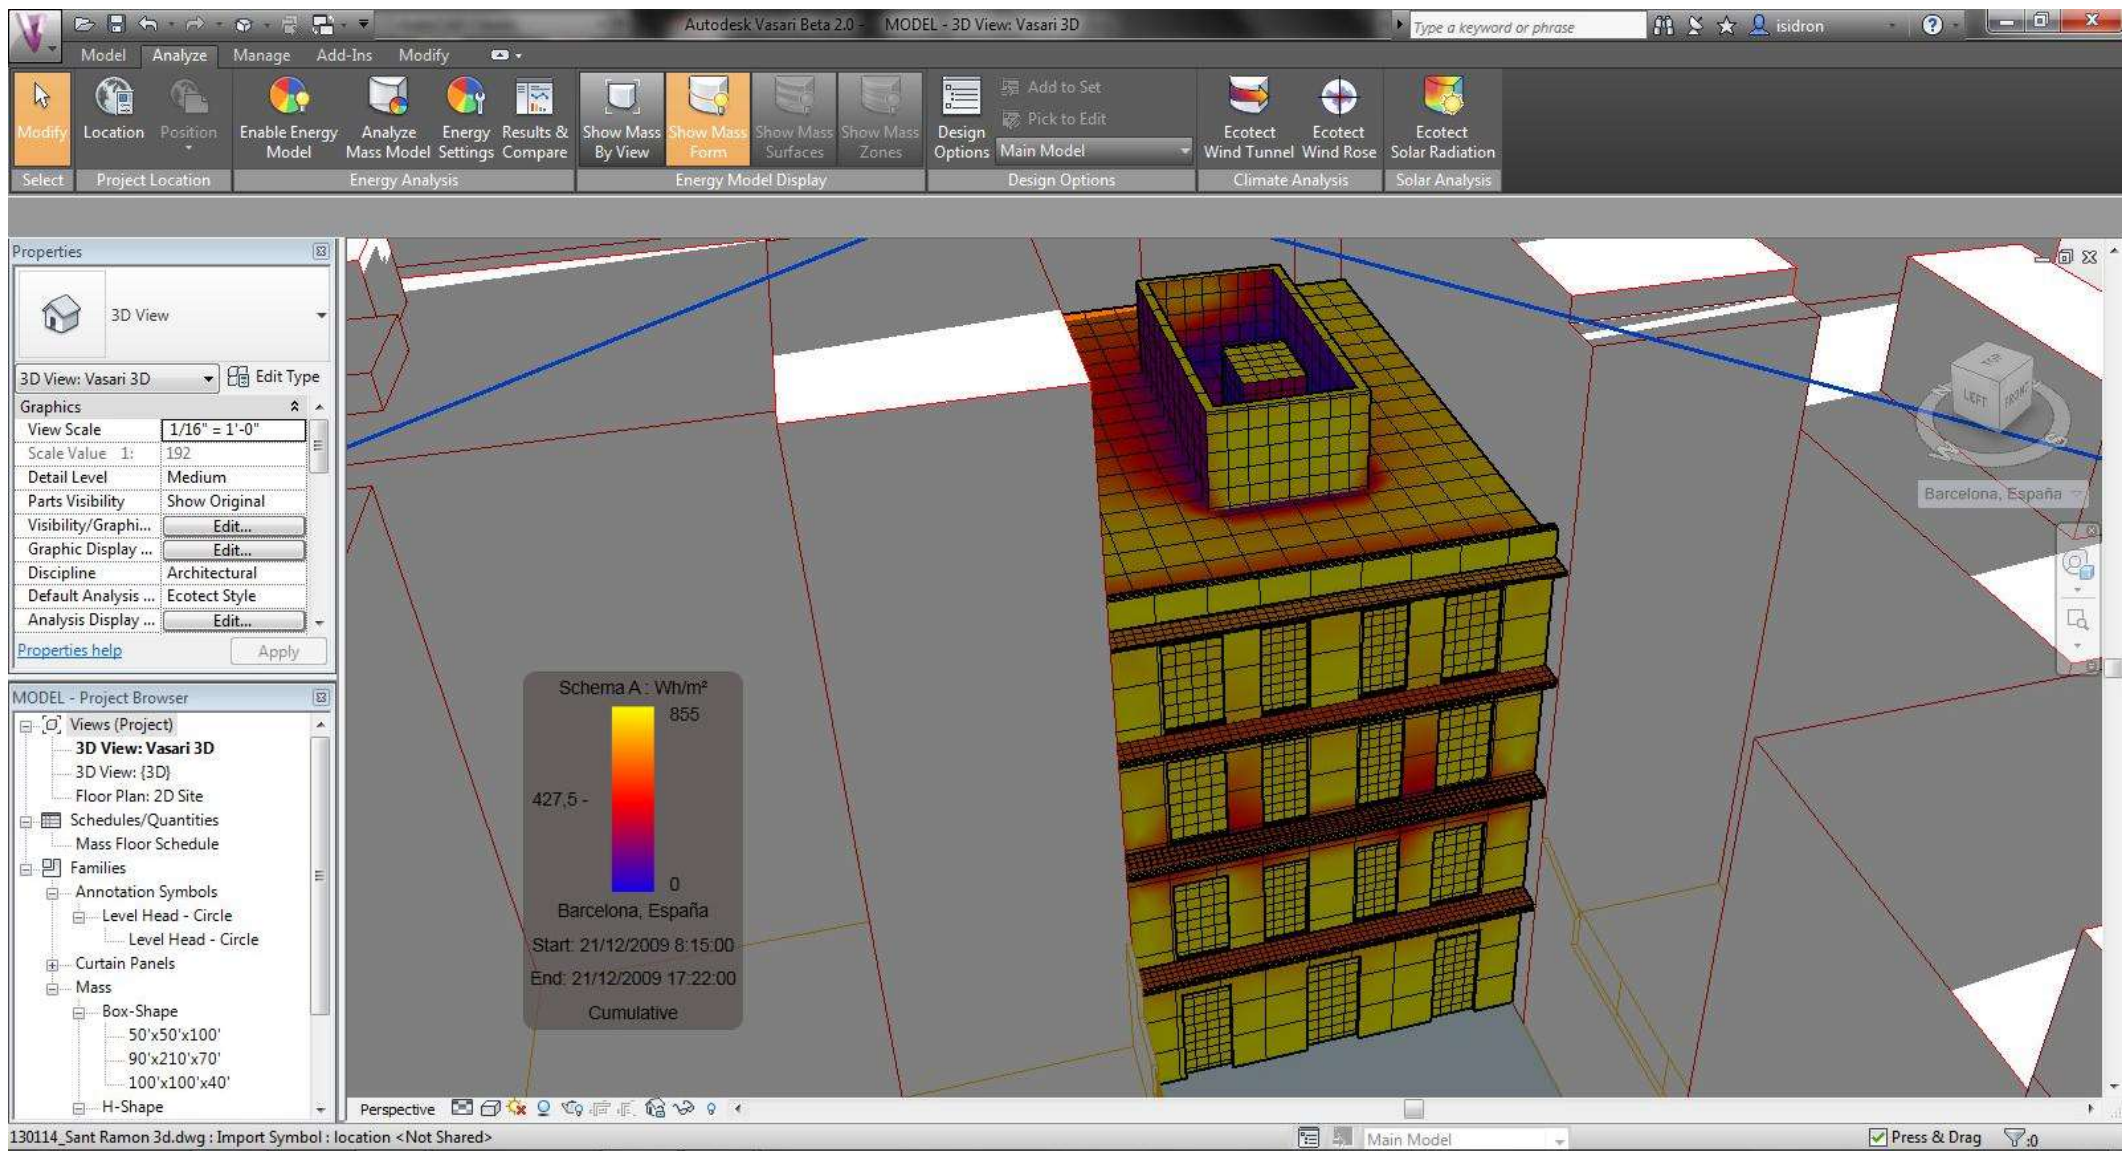 Autodesk Vasari Beta 2.0 - MODEL - 3D View: Vasari 3D
Type a keyword or phrase
isidron
Model Analyze Manage Add-Ins Modify
Modify
Location
Position
Enable Energy Model
Analyze Mass Model
Energy Settings
Results & Compare
Show Mass By View
Show Mass Form
Show Mass Surfaces
Show Mass Zones
Design Options
Add to Set
Pick to Edit
Main Model
Ecotect Wind Tunnel
Ecotect Wind Rose
Ecotect Solar Radiation
Select Project Location Energy Analysis Energy Model Display Design Options Climate Analysis Solar Analysis
Properties
3D View
3D View: Vasari 3D Edit Type
Graphics
View Scale 1/16" = 1'-0"
Scale Value 1: 192
Detail Level Medium
Parts Visibility Show Original
Visibility/Graphi... Edit...
Graphic Display ... Edit...
Discipline Architectural
Default Analysis ... Ecotect Style
Analysis Display ... Edit...
Properties help Apply
MODEL - Project Browser
Views (Project)
3D View: Vasari 3D
3D View: {3D}
Floor Plan: 2D Site
Schedules/Quantities
Mass Floor Schedule
Families
Annotation Symbols
Level Head - Circle
Level Head - Circle
Curtain Panels
Mass
Box-Shape
50'x50'x100'
90'x210'x70'
100'x100'x40'
H-Shape
Schema A : Wh/m²
855
427,5 -
0
Barcelona, España
Start: 21/12/2009 8:15:00
End: 21/12/2009 17:22:00
Cumulative
TOP
LEFT
FRONT
Barcelona, España
Perspective
130114_Sant Ramon 3d.dwg : Import Symbol : location <Not Shared>
Main Model
Press & Drag
:0